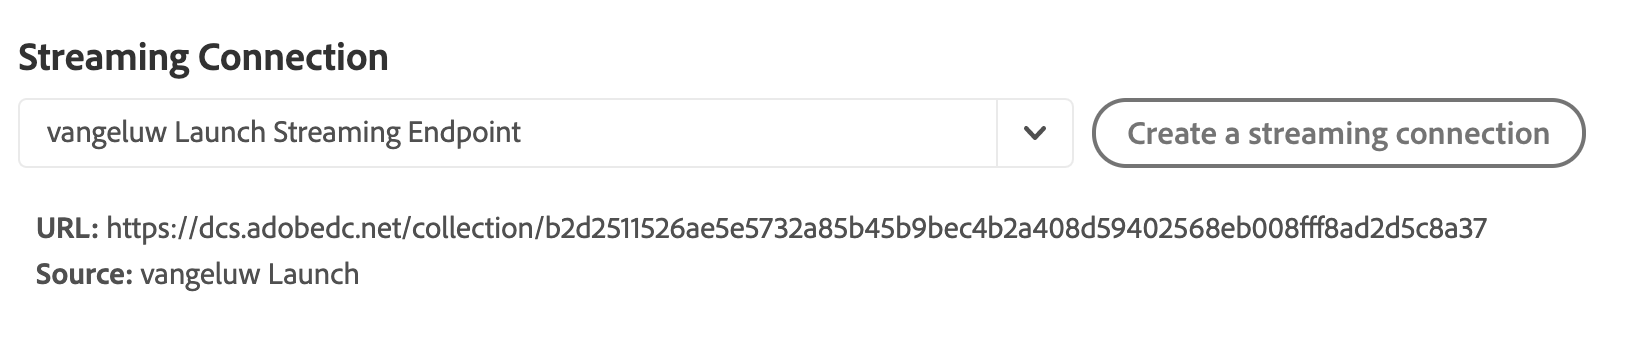 Streaming Connection
vangeluw Launch Streaming Endpoint
Create a streaming connection
URL: https://dcs.adobedc.net/collection/b2d2511526ae5e5732a85b45b9bec4b2a408d59402568eb008fff8ad2d5c8a37
Source: vangeluw Launch